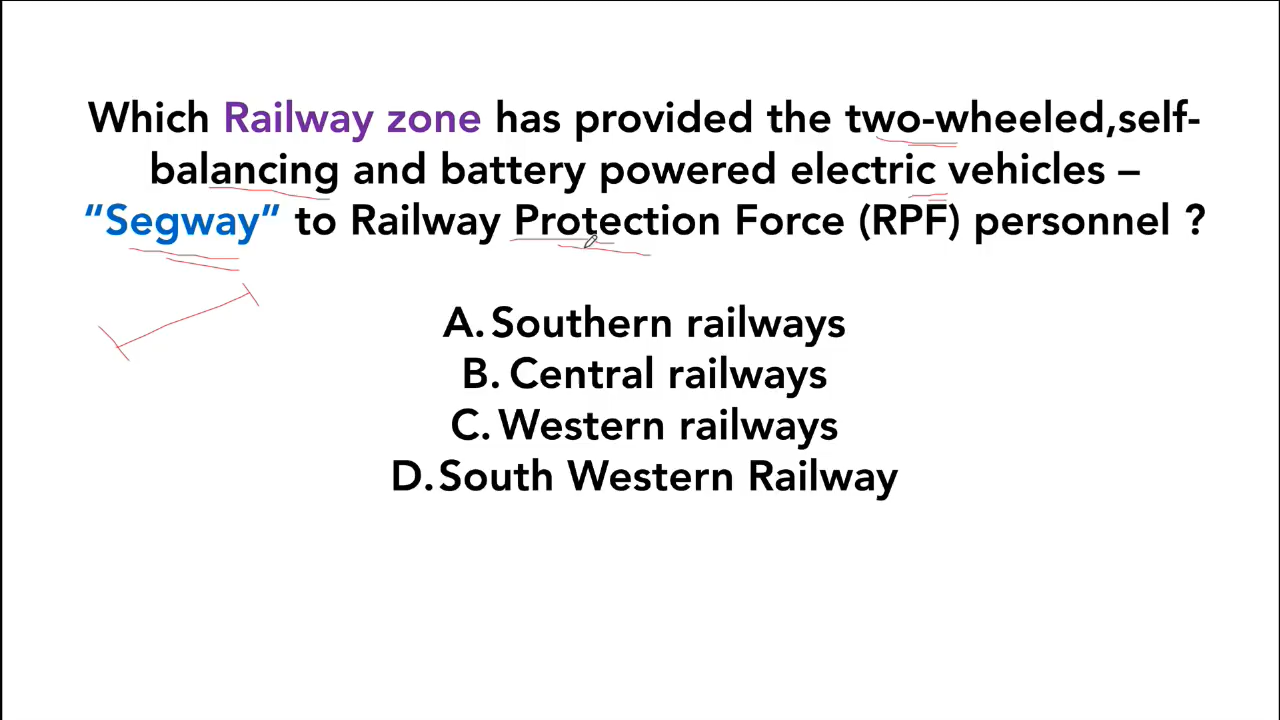 Which Railway zone has provided the two-wheeled,self-
balancing and battery powered electric vehicles –
“Segway” to Railway Protection Force (RPF) personnel ?
A. Southern railways
B. Central railways
C. Western railways
D. South Western Railway